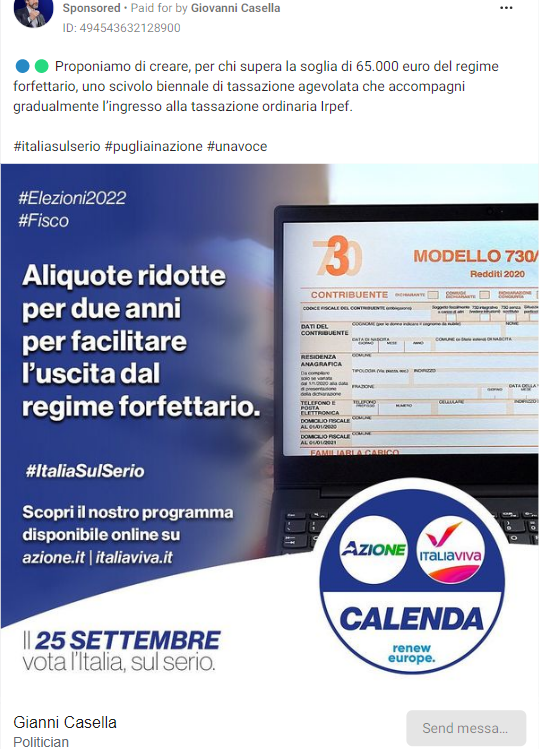 Sponsored • Paid for by Giovanni Casella
ID: 494543632128900
Proponiamo di creare, per chi supera la soglia di 65.000 euro del regime
forfettario, uno scivolo biennale di tassazione agevolata che accompagni
gradualmente l'ingresso alla tassazione ordinaria Irpef.
#italiasulserio #pugliainazione #unavoce
#Elezioni2022
#Fisco
Aliquote ridotte
per due anni
per facilitare
l'uscita dal
regime forfettario.
#ItaliaSulSerio
Scopri il nostro programma
disponibile online su
azione.it | italiaviva.it
730
MODELLO 730/
Redditi 2020
CONTRIBUENTE
DATI DEL
CONTRIBUENTE
RESIDENZA
ANAGRAFICA
TELEFONO E
POSTA
ELETTRONICA
DOMICILIO FISCALE
AL 01/01/2020
DOMICILIO FISCALE
AL 01/01/2021
FAMILIARI A CARICO
AZIONE
ITALIAVIVA
CALENDA
renew
europe.
Il 25 SETTEMBRE
vota l'Italia, sul serio.
Gianni Casella
Politician
Send messa...